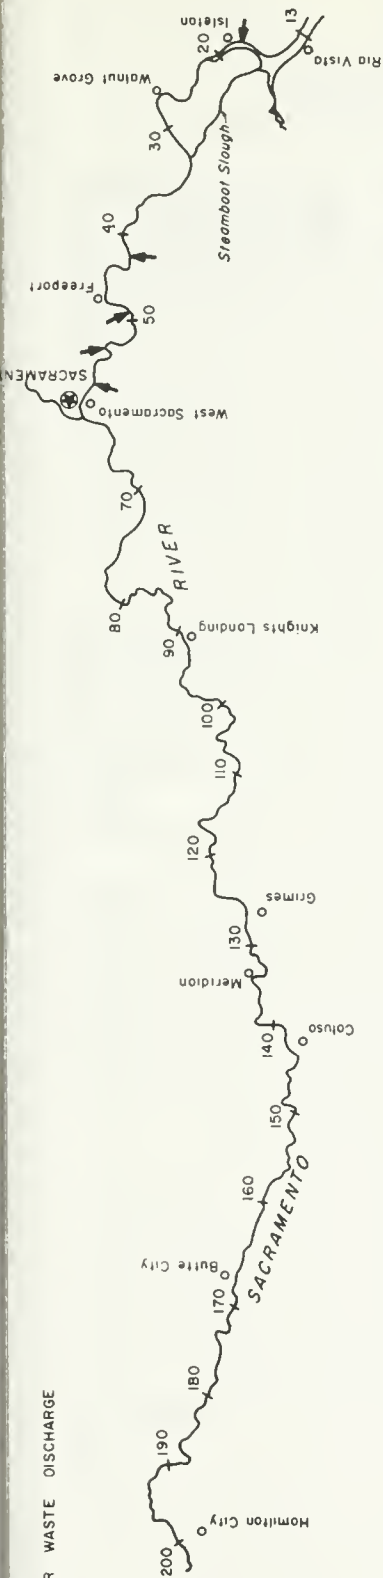 R WASTE DISCHARGE
200
Hamilton City
190
180
170
Butte City
160
SACRAMENTO
150
140
Colusa
Meridian
130
Grimes
120
110
100
90
Knights Landing
RIVER
80
70
SACRAMENT
West Sacramento
50
Freeport
40
30
Walnut Grove
Steamboat Slough
20
Isleton
13
Rio Vista